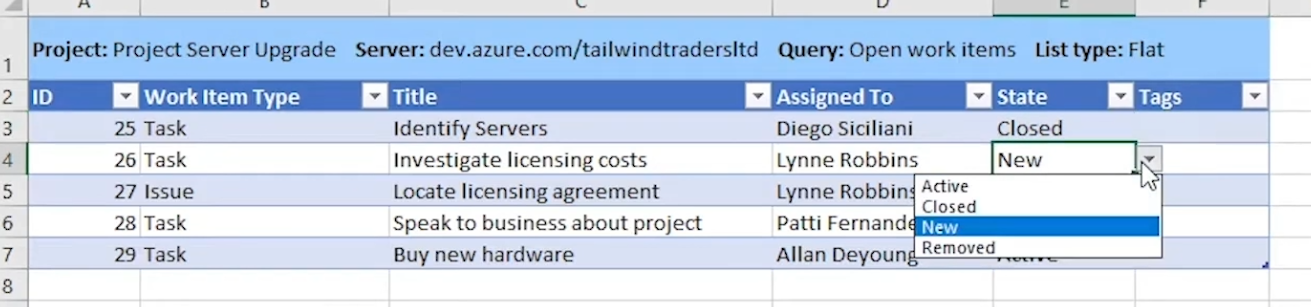 A B C D E F
1 Project: Project Server Upgrade Server: dev.azure.com/tailwindtradersltd Query: Open work items List type: Flat
2 ID Work Item Type Title Assigned To State Tags
3 25 Task Identify Servers Diego Siciliani Closed
4 26 Task Investigate licensing costs Lynne Robbins New
5 27 Issue Locate licensing agreement Lynne Robbins
6 28 Task Speak to business about project Patti Fernande
7 29 Task Buy new hardware Allan Deyoung Active
8
Active
Closed
New
Removed